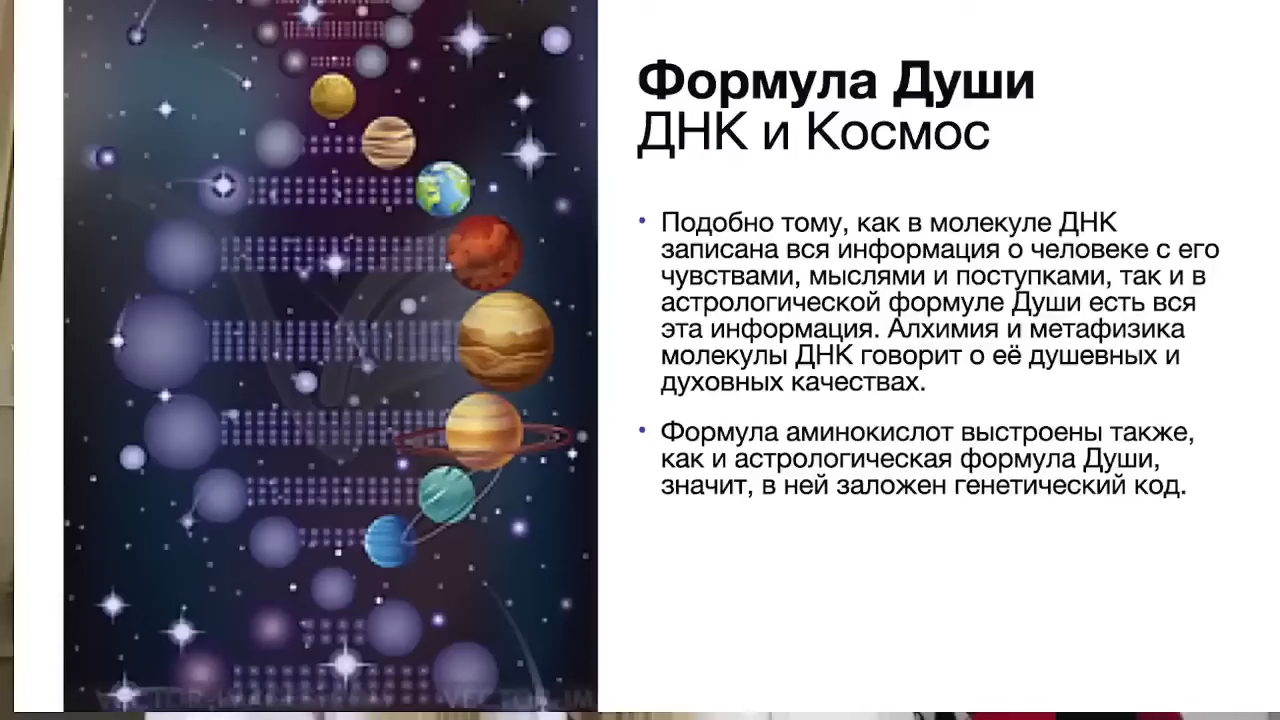 Формула Души
ДНК и Космос
• Подобно тому, как в молекуле ДНК
записана вся информация о человеке с его
чувствами, мыслями и поступками, так и в
астрологической формуле Души есть вся
эта информация. Алхимия и метафизика
молекулы ДНК говорит о её душевных и
духовных качествах.
• Формула аминокислот выстроены также,
как и астрологическая формула Души,
значит, в ней заложен генетический код.